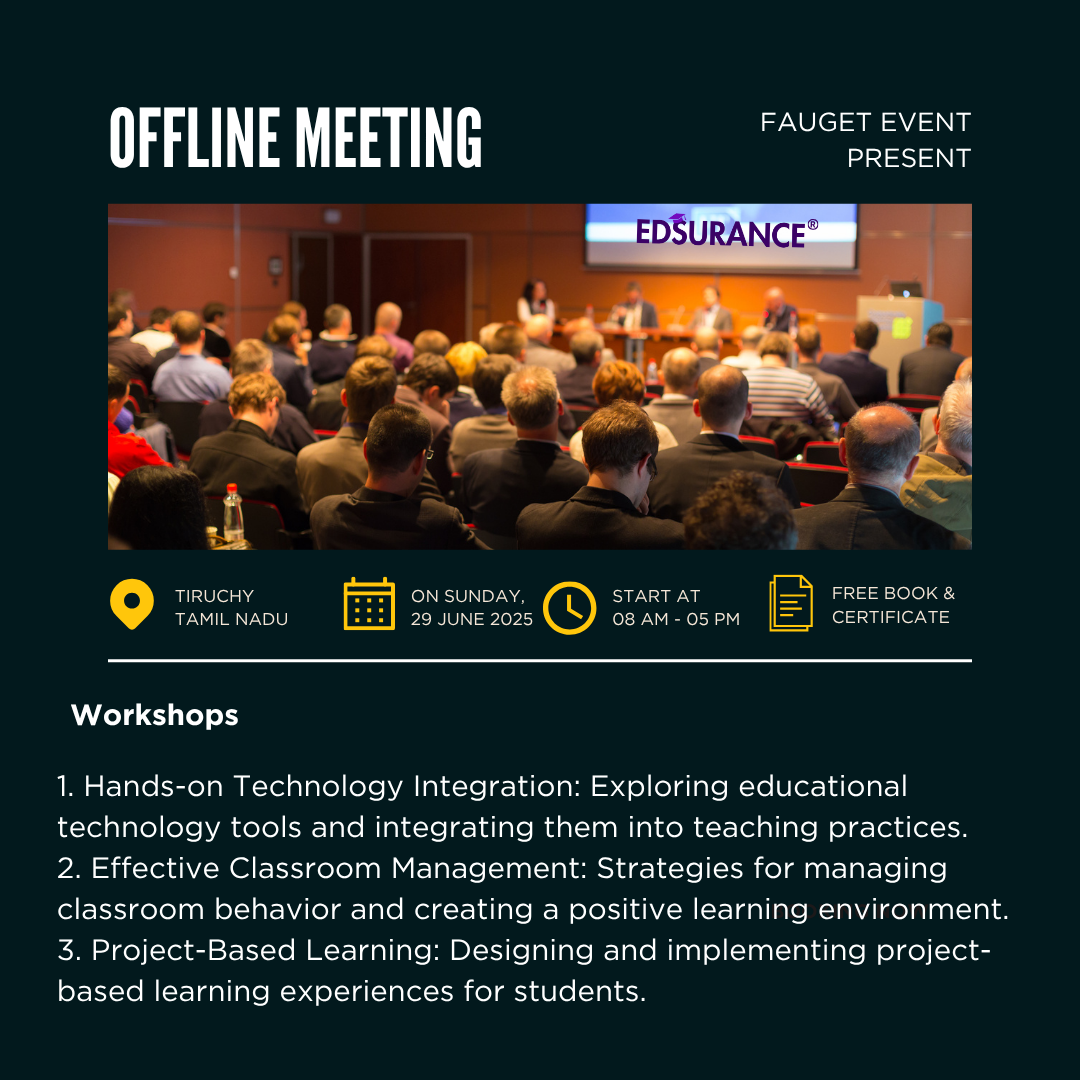 OFFLINE MEETING
FAUGET EVENT
PRESENT
EDSURANCE®
TIRUCHY
TAMIL NADU
ON SUNDAY,
29 JUNE 2025
START AT
08 AM - 05 PM
FREE BOOK &
CERTIFICATE
Workshops
1. Hands-on Technology Integration: Exploring educational
technology tools and integrating them into teaching practices.
2. Effective Classroom Management: Strategies for managing
classroom behavior and creating a positive learning environment.
3. Project-Based Learning: Designing and implementing project-
based learning experiences for students.